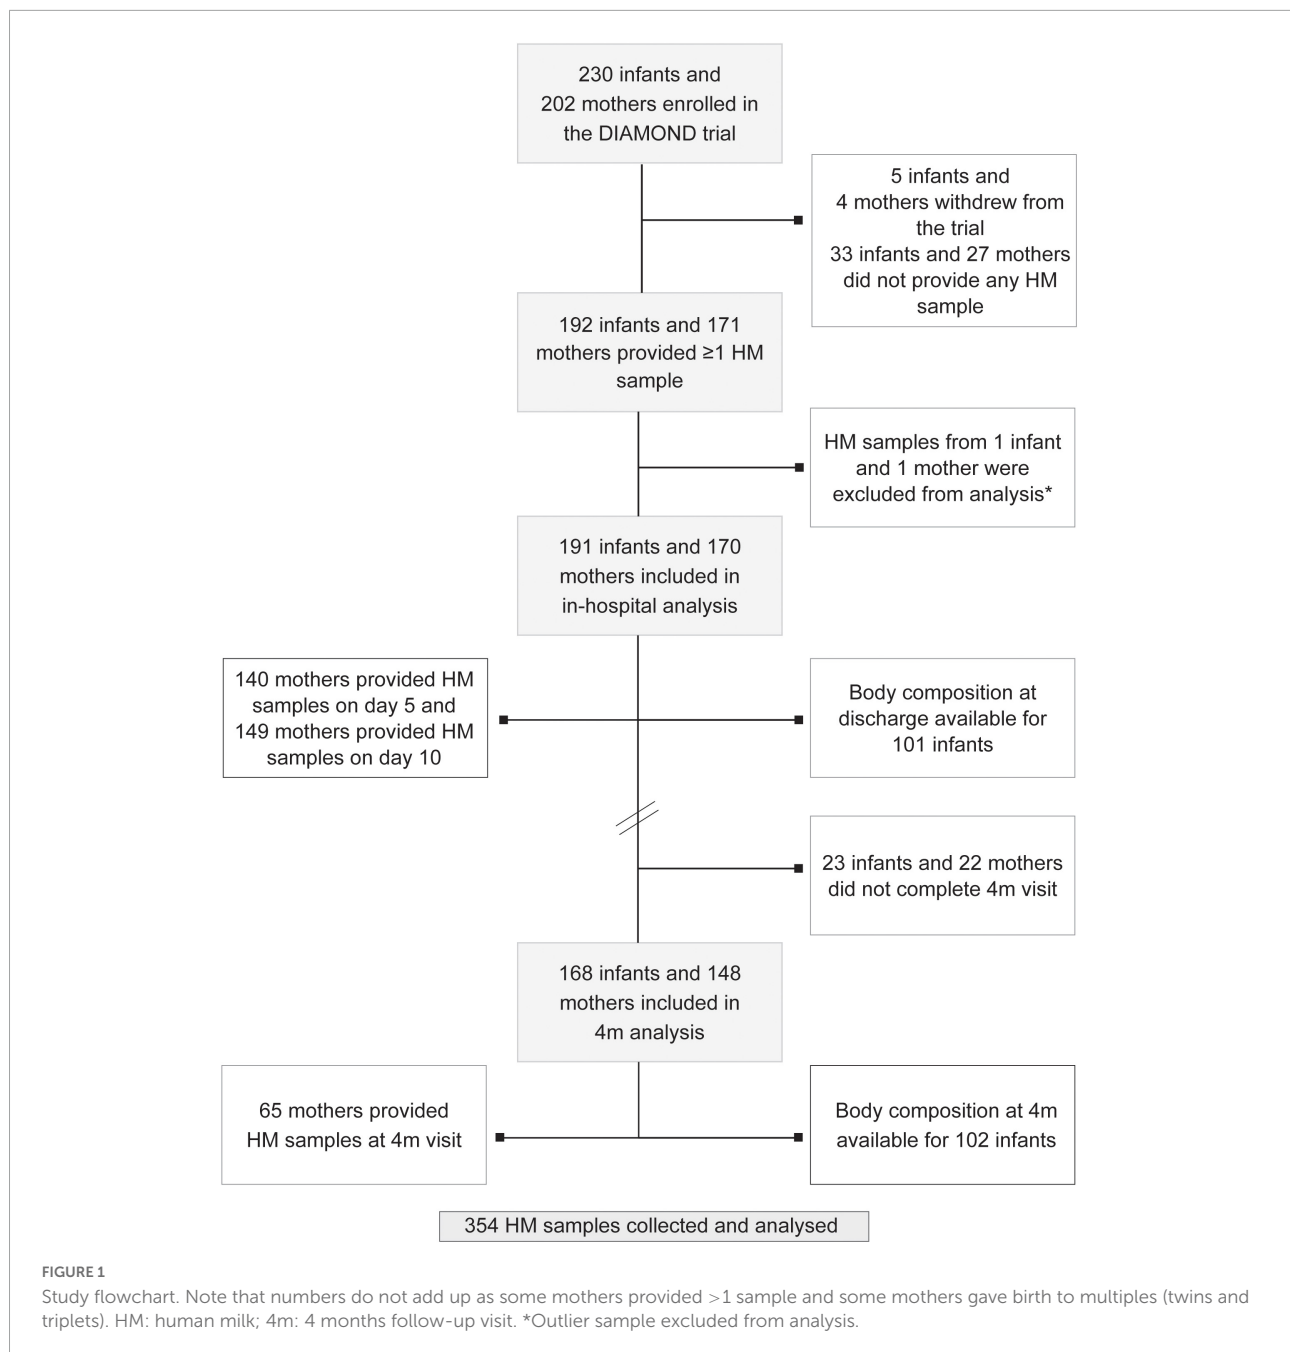 230 infants and
202 mothers enrolled in
the DIAMOND trial
5 infants and
4 mothers withdrew from
the trial
33 infants and 27 mothers
did not provide any HM
sample
192 infants and 171
mothers provided ≥1 HM
sample
HM samples from 1 infant
and 1 mother were
excluded from analysis*
191 infants and 170
mothers included in
in-hospital analysis
140 mothers provided HM
samples on day 5 and
149 mothers provided HM
samples on day 10
Body composition at
discharge available for
101 infants
23 infants and 22 mothers
did not complete 4m visit
168 infants and 148
mothers included in
4m analysis
65 mothers provided
HM samples at 4m visit
Body composition at 4m
available for 102 infants
354 HM samples collected and analysed
FIGURE 1
Study flowchart. Note that numbers do not add up as some mothers provided >1 sample and some mothers gave birth to multiples (twins and
triplets). HM: human milk; 4m: 4 months follow-up visit. *Outlier sample excluded from analysis.